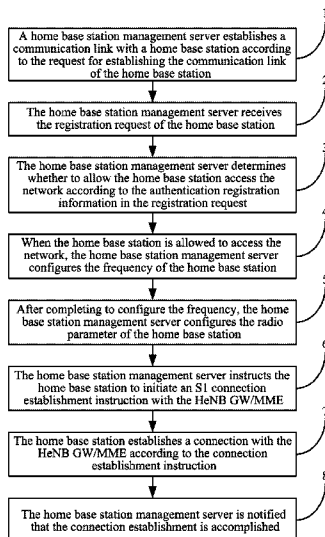 1
A home base station management server establishes a
communication link with a home base station according
to the request for establishing the communication link
of the home base station
2
The home base station management server receives
the registration request of the home base station
3
The home base station management server determines
whether to allow the home base station access the
network according to the authentication registration
information in the registration request
4
When the home base station is allowed to access the
network, the home base station management server
configures the frequency of the home base station
5
After completing to configure the frequency, the home
base station management server configures the radio
parameter of the home base station
6
The home base station management server instructs the
home base station to initiate an S1 connection
establishment instruction with the HeNB GW/MME
7
The home base station establishes a connection with the
HeNB GW/MME according to the connection
establishment instruction
8
The home base station management server is notified
that the connection establishment is accomplished